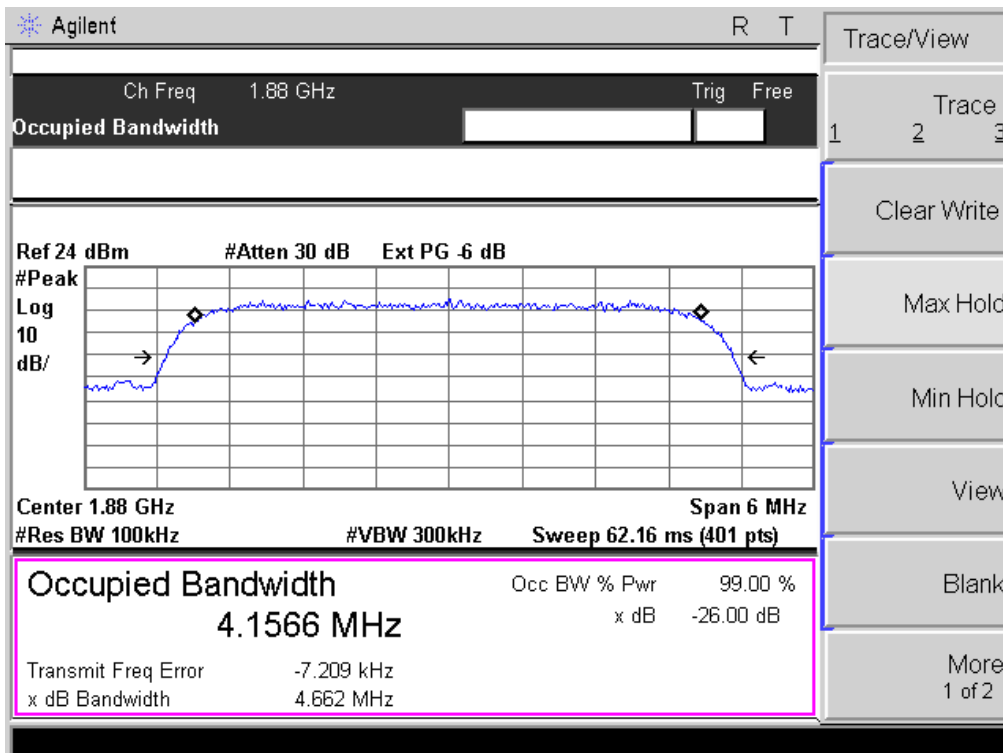 Agilent R T
Trace/View
Ch Freq 1.88 GHz Trig Free
Occupied Bandwidth
Trace
1 2 3
Clear Write
Max Hold
Min Hold
View
Blank
More
1 of 2
Ref 24 dBm #Atten 30 dB Ext PG -6 dB
#Peak
Log
10
dB/
Center 1.88 GHz Span 6 MHz
#Res BW 100kHz #VBW 300kHz Sweep 62.16 ms (401 pts)
Occupied Bandwidth
4.1566 MHz
Occ BW % Pwr 99.00 %
x dB -26.00 dB
Transmit Freq Error -7.209 kHz
x dB Bandwidth 4.662 MHz